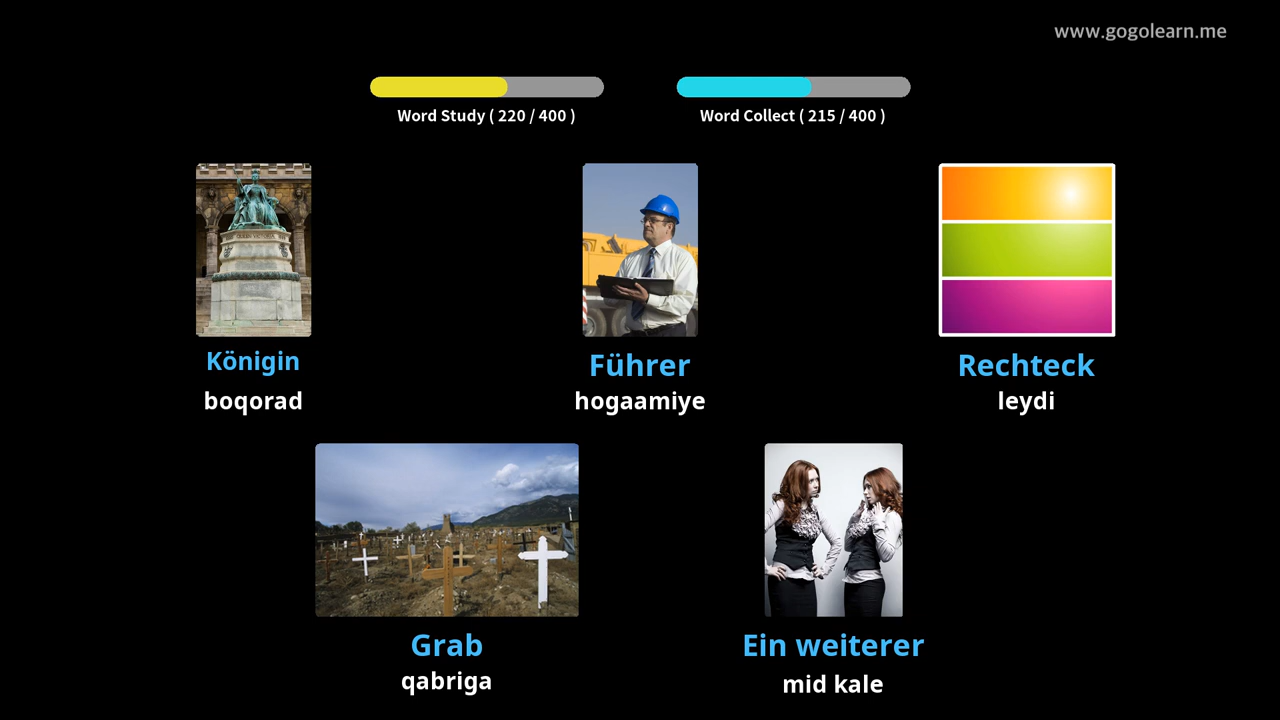 www.gogolearn.me
Word Study ( 220 / 400 )
Word Collect ( 215 / 400 )
Königin
boqorad
Führer
hogaamiye
Rechteck
leydi
Grab
qabriga
Ein weiterer
mid kale